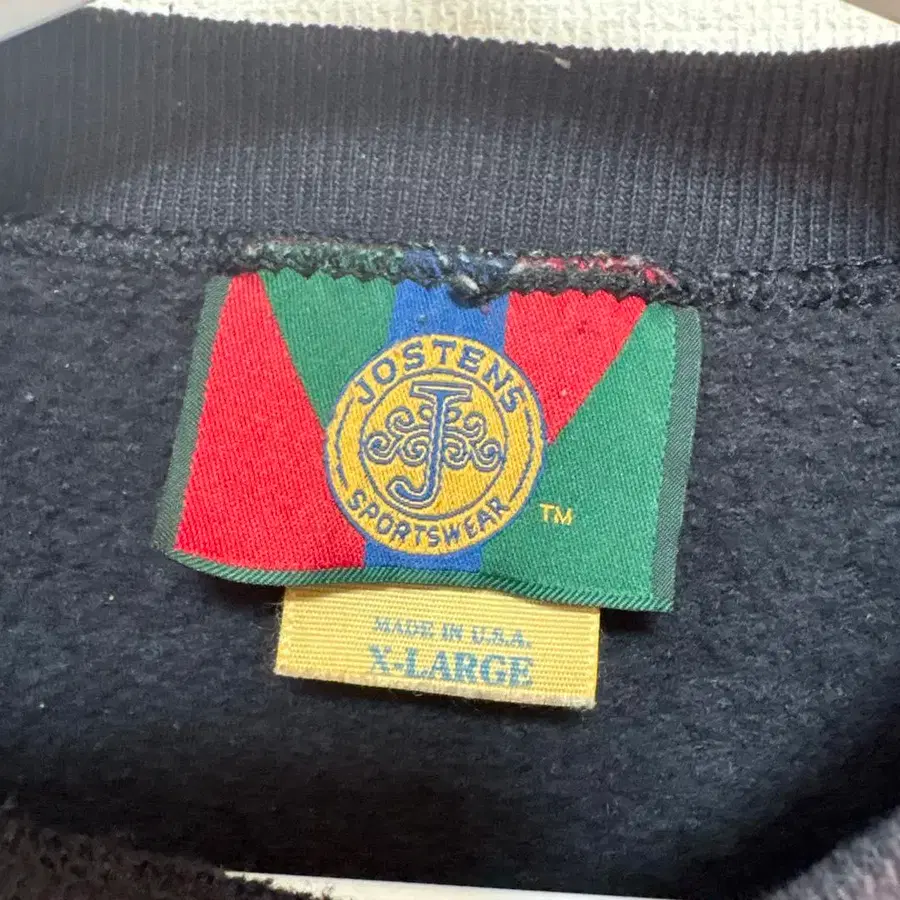 JOSTENS
J
SPORTSWEAR
TM
MADE IN U.S.A.
X-LARGE